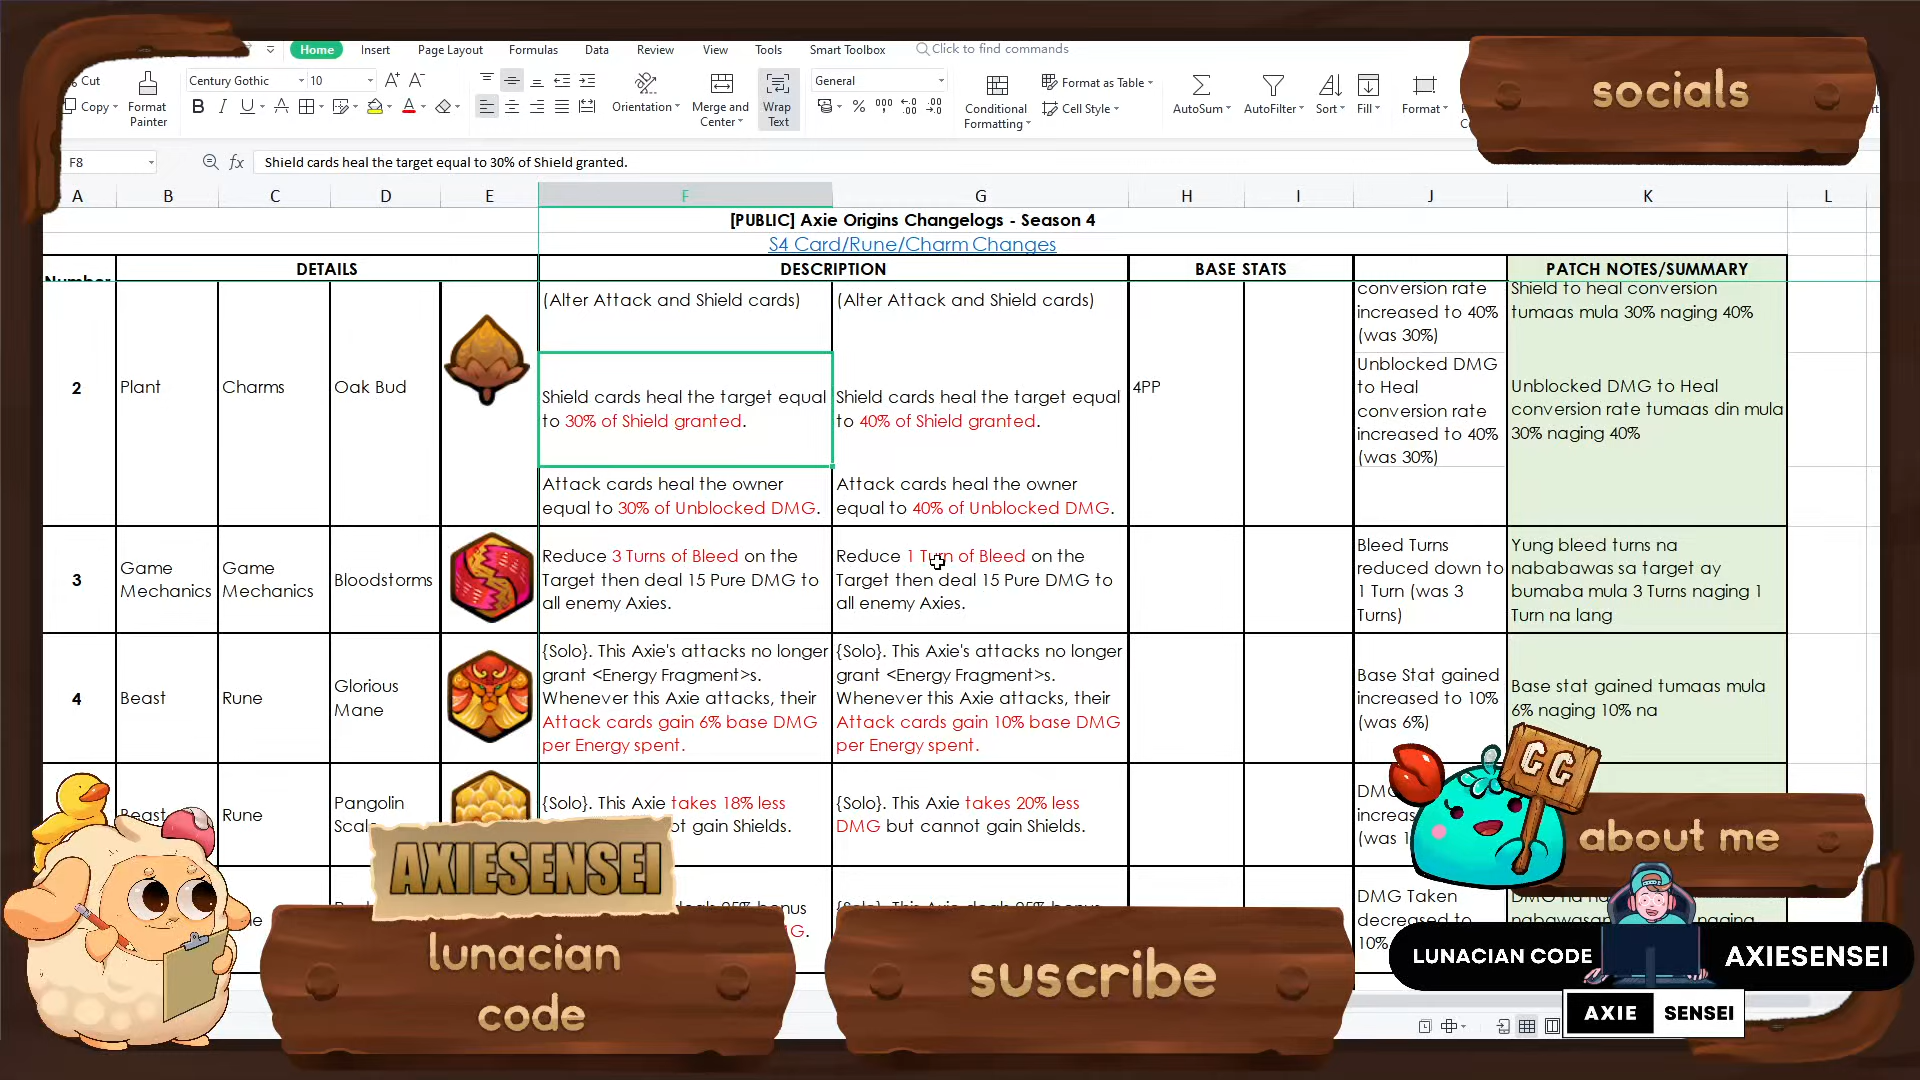 Home Insert Page Layout Formulas Data Review View Tools Smart Toolbox Click to find commands
socials
Cut
Copy
Format Painter
Century Gothic 10
Orientation
Merge and Center
Wrap Text
General
Conditional Formatting
Format as Table
Cell Style
AutoSum
AutoFilter
Sort
Fill
Format
F8
Shield cards heal the target equal to 30% of Shield granted.
A B C D E F G H I J K L
[PUBLIC] Axie Origins Changelogs - Season 4
S4 Card/Rune/Charm Changes
Number
DETAILS
DESCRIPTION
BASE STATS
PATCH NOTES/SUMMARY
2
Plant
Charms
Oak Bud
(Alter Attack and Shield cards)
(Alter Attack and Shield cards)
Shield cards heal the target equal
to 30% of Shield granted.
Shield cards heal the target equal
to 40% of Shield granted.
Attack cards heal the owner
equal to 30% of Unblocked DMG.
Attack cards heal the owner
equal to 40% of Unblocked DMG.
4PP
conversion rate
increased to 40%
(was 30%)
Unblocked DMG
to Heal
conversion rate
increased to 40%
(was 30%)
Shield to heal conversion
tumaas mula 30% naging 40%
Unblocked DMG to Heal
conversion rate tumaas din mula
30% naging 40%
3
Game
Mechanics
Game
Mechanics
Bloodstorms
Reduce 3 Turns of Bleed on the
Target then deal 15 Pure DMG to
all enemy Axies.
Reduce 1 Turn of Bleed on the
Target then deal 15 Pure DMG to
all enemy Axies.
Bleed Turns
reduced down to
1 Turn (was 3
Turns)
Yung bleed turns na
nababawas sa target ay
bumaba mula 3 Turns naging 1
Turn na lang
4
Beast
Rune
Glorious
Mane
{Solo}. This Axie's attacks no longer
grant <Energy Fragment>s.
Whenever this Axie attacks, their
Attack cards gain 6% base DMG
per Energy spent.
{Solo}. This Axie's attacks no longer
grant <Energy Fragment>s.
Whenever this Axie attacks, their
Attack cards gain 10% base DMG
per Energy spent.
Base Stat gained
increased to 10%
(was 6%)
Base stat gained tumaas mula
6% naging 10% na
Beast
Rune
Pangolin
{Solo}. This Axie takes 18% less
gain Shields.
{Solo}. This Axie takes 20% less
DMG but cannot gain Shields.
DMG Taken
decreased to
10%
CC
about me
AXIESENSEI
lunacian
code
suscribe
LUNACIAN CODE
AXIESENSEI
AXIE SENSEI